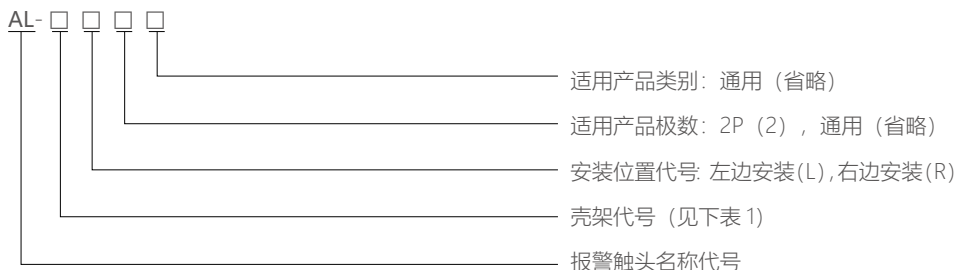 AL-□ □ □ □
适用产品类别：通用（省略）
适用产品极数：2P（2），通用（省略）
安装位置代号: 左边安装(L),右边安装(R)
壳架代号（见下表1)
报警触头名称代号